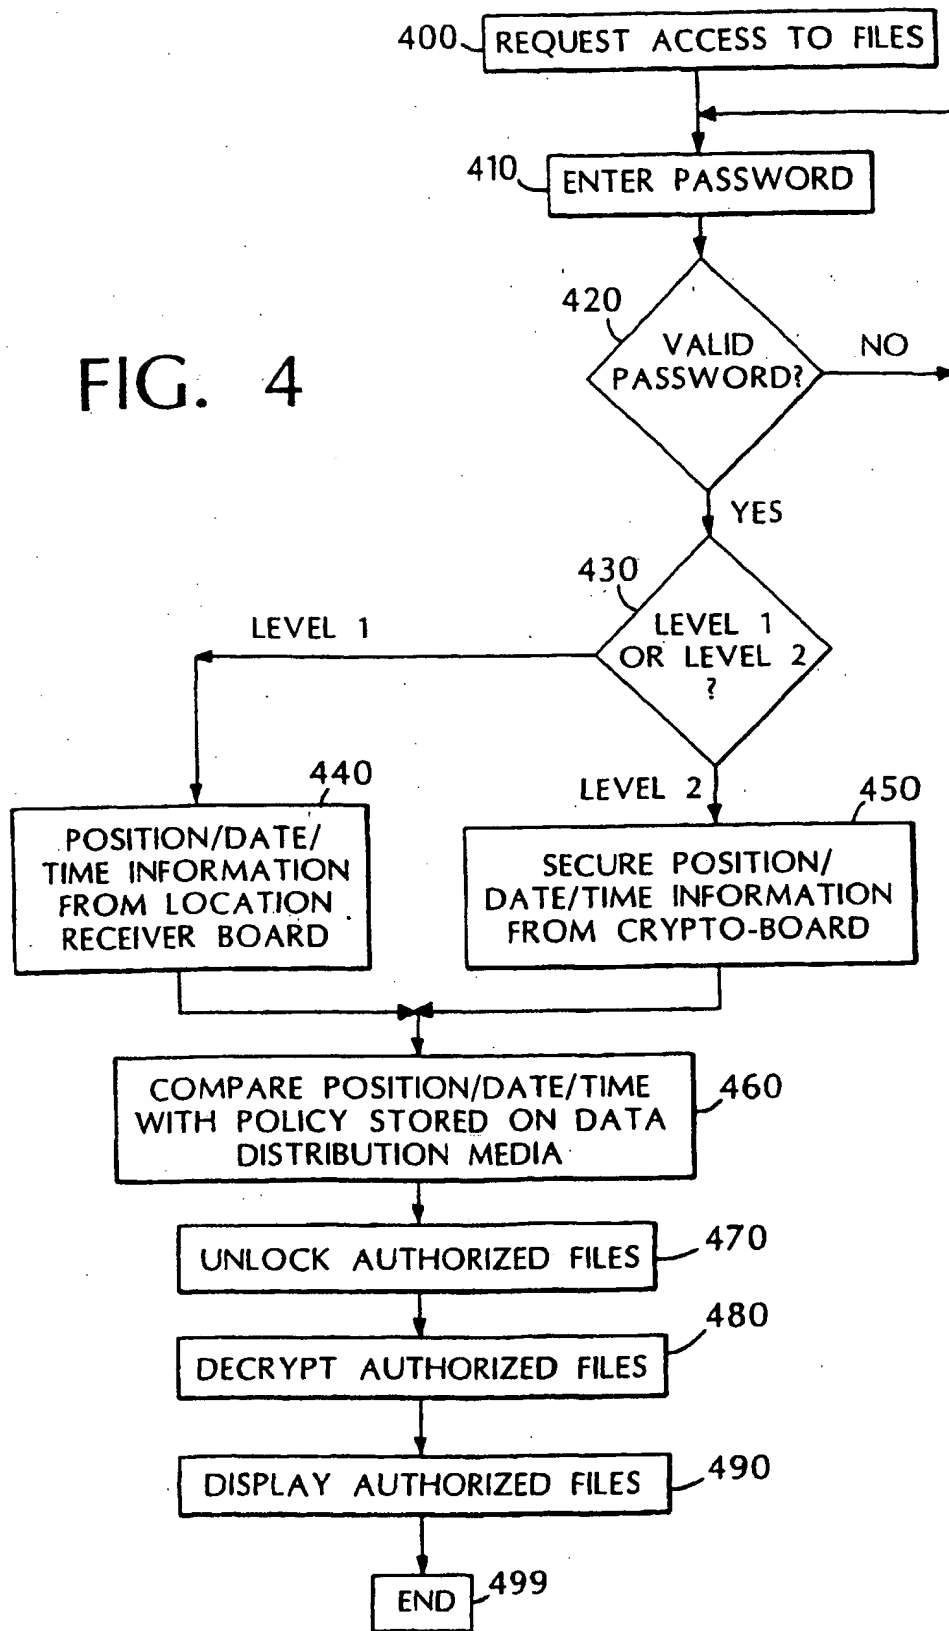 400
REQUEST ACCESS TO FILES
410
ENTER PASSWORD
420
VALID
PASSWORD?
NO
FIG. 4
YES
430
LEVEL 1
OR LEVEL 2
?
LEVEL 1
LEVEL 2
440
POSITION/DATE/
TIME INFORMATION
FROM LOCATION
RECEIVER BOARD
450
SECURE POSITION/
DATE/TIME INFORMATION
FROM CRYPTO-BOARD
COMPARE POSITION/DATE/TIME
WITH POLICY STORED ON DATA
DISTRIBUTION MEDIA
460
UNLOCK AUTHORIZED FILES
470
DECRYPT AUTHORIZED FILES
480
DISPLAY AUTHORIZED FILES
490
END
499